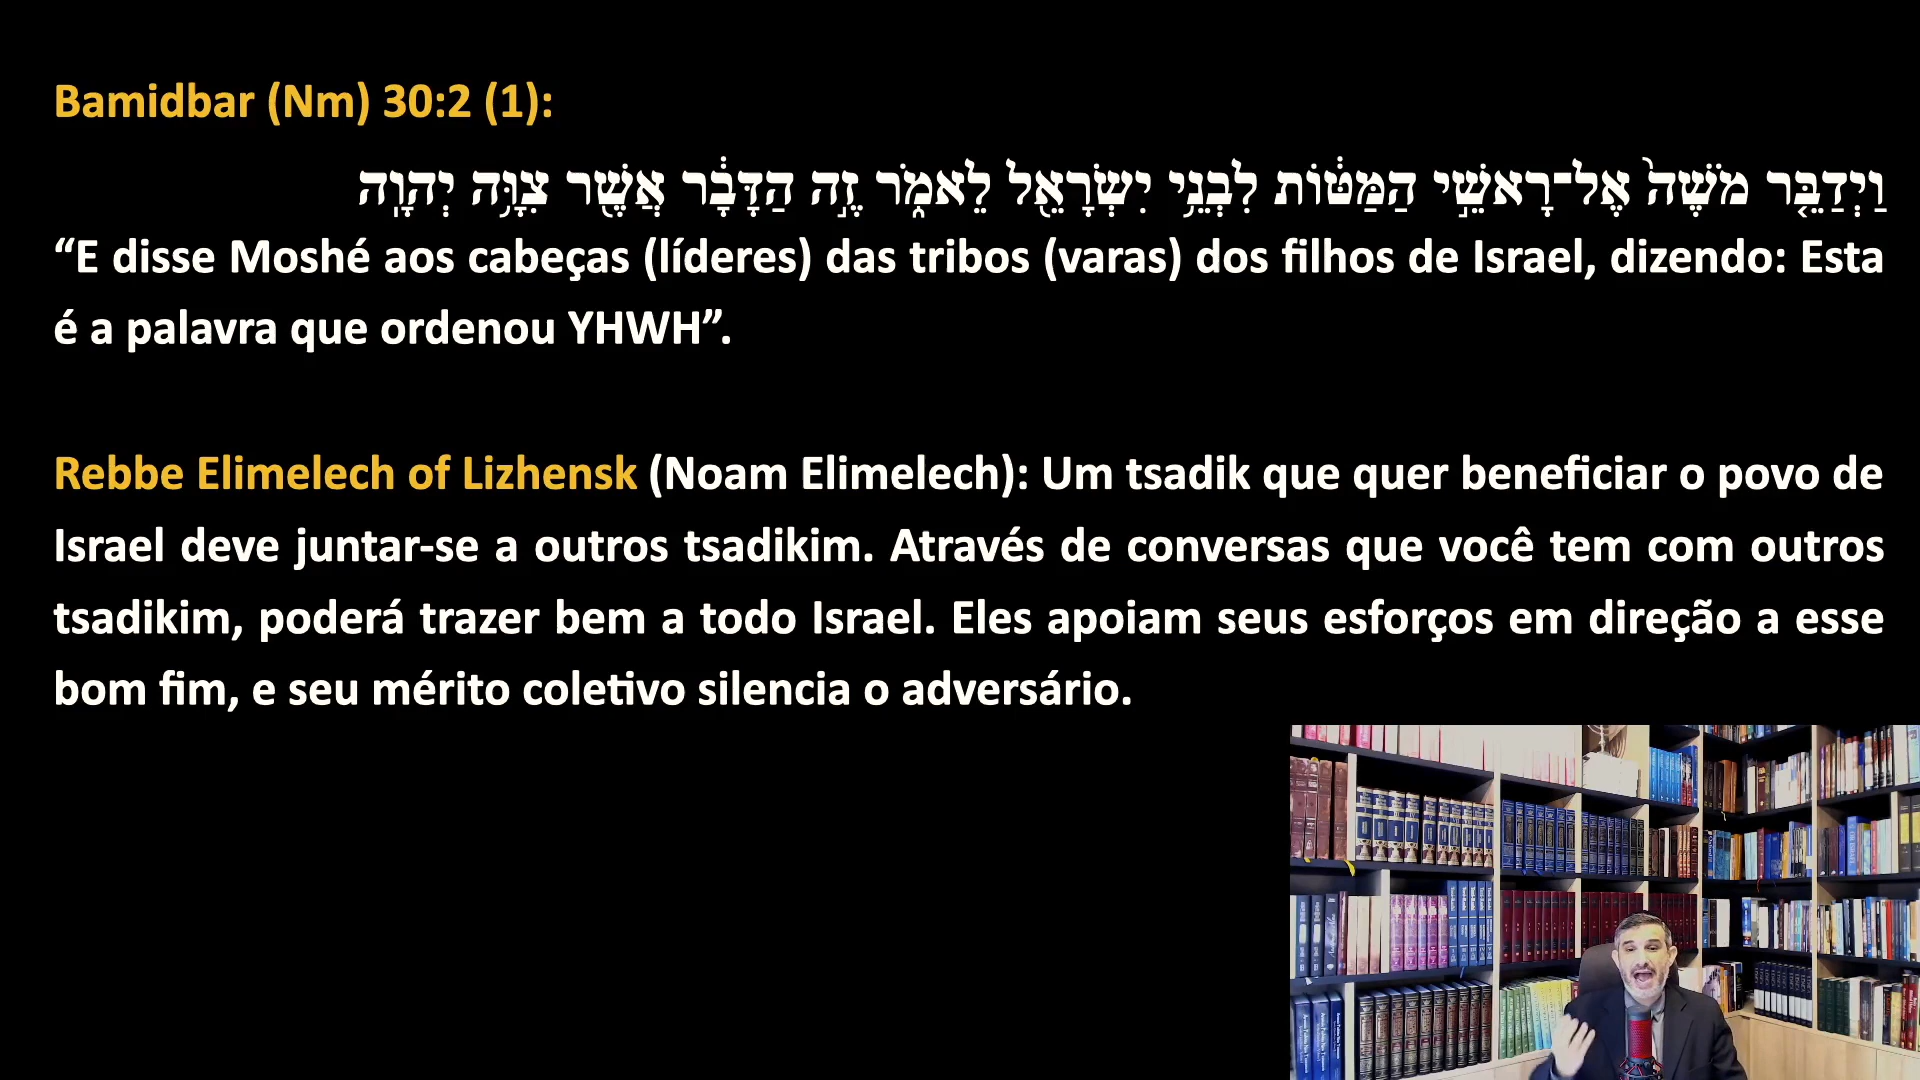 Bamidbar (Nm) 30:2 (1):
וַיְדַבֵּ֤ר מֹשֶׁה֙ אֶל־רָאשֵׁ֣י הַמַּטּ֔וֹת לִבְנֵ֥י יִשְׂרָאֵ֖ל לֵאמֹ֑ר זֶ֣ה הַדָּבָ֔ר אֲשֶׁ֖ר צִוָּ֥ה יְהוָֽה
“E disse Moshé aos cabeças (líderes) das tribos (varas) dos filhos de Israel, dizendo: Esta
é a palavra que ordenou YHWH”.
Rebbe Elimelech of Lizhensk (Noam Elimelech): Um tsadik que quer beneficiar o povo de
Israel deve juntar-se a outros tsadikim. Através de conversas que você tem com outros
tsadikim, poderá trazer bem a todo Israel. Eles apoiam seus esforços em direção a esse
bom fim, e seu mérito coletivo silencia o adversário.